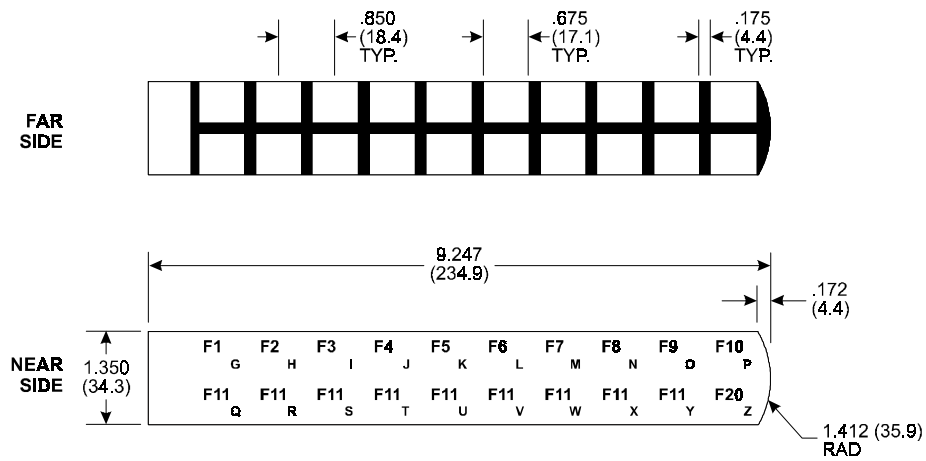 .850
(18.4)
TYP.
.675
(17.1)
TYP.
.175
(4.4)
TYP.
FAR
SIDE
9.247
(234.9)
.172
(4.4)
NEAR
SIDE
1.350
(34.3)
F1 F2 F3 F4 F5 F6 F7 F8 F9 F10
G H I J K L M N O P
F11 F11 F11 F11 F11 F11 F11 F11 F11 F20
Q R S T U V W X Y Z
1.412 (35.9)
RAD